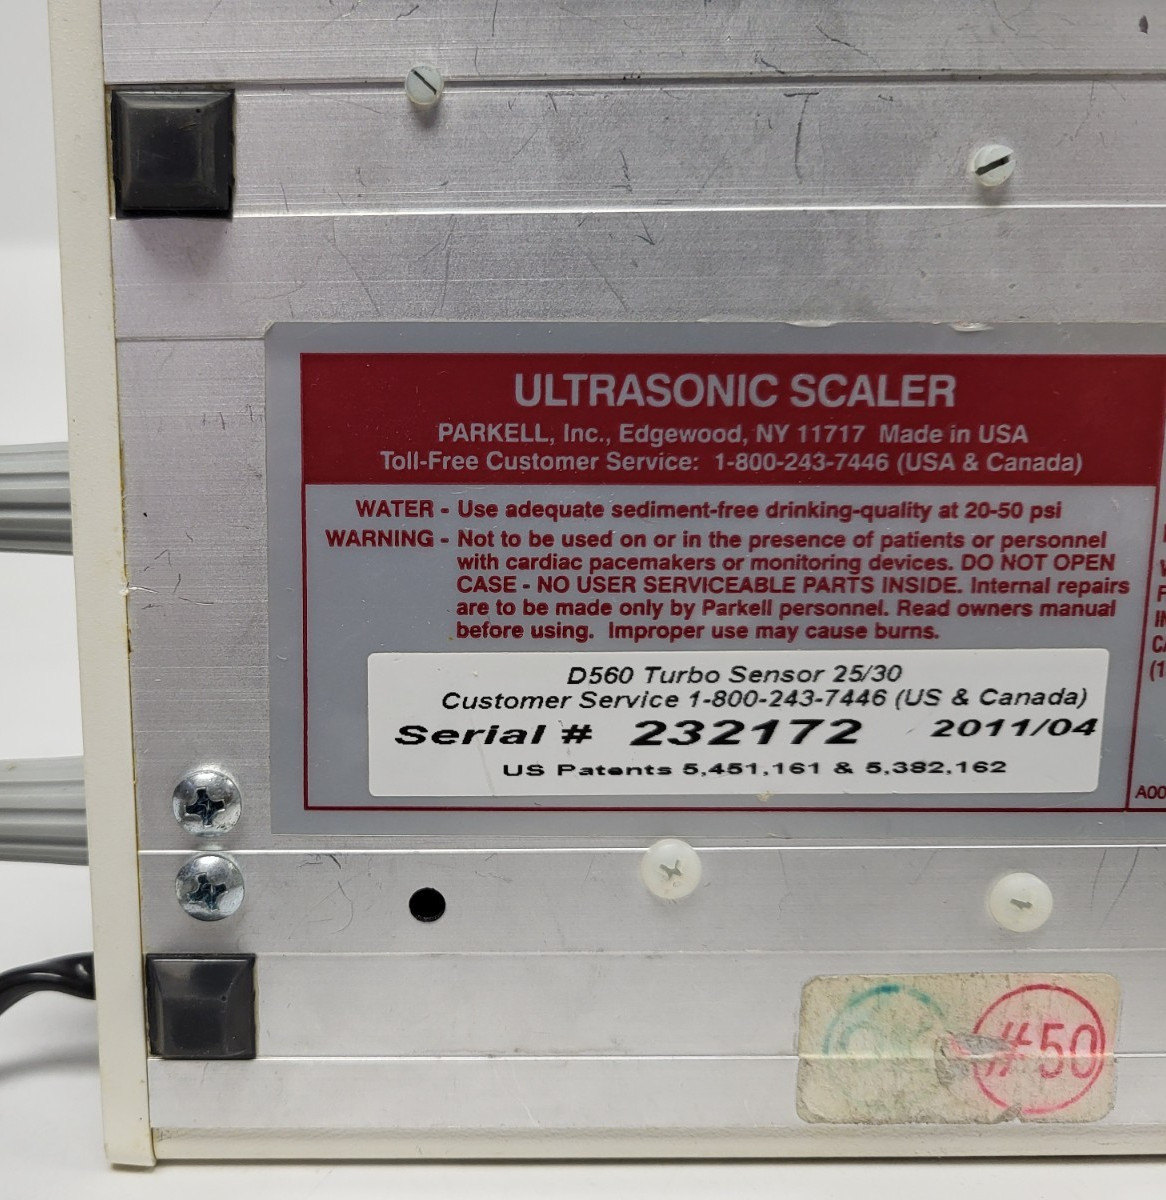 ULTRASONIC SCALER
PARKELL, Inc., Edgewood, NY 11717 Made in USA
Toll-Free Customer Service: 1-800-243-7446 (USA & Canada)
WATER - Use adequate sediment-free drinking-quality at 20-50 psi
WARNING - Not to be used on or in the presence of patients or personnel
with cardiac pacemakers or monitoring devices. DO NOT OPEN
CASE - NO USER SERVICEABLE PARTS INSIDE. Internal repairs
are to be made only by Parkell personnel. Read owners manual
before using. Improper use may cause burns.
D560 Turbo Sensor 25/30
Customer Service 1-800-243-7446 (US & Canada)
Serial # 232172 2011/04
US Patents 5,451,161 & 5,382,162
A00
#50